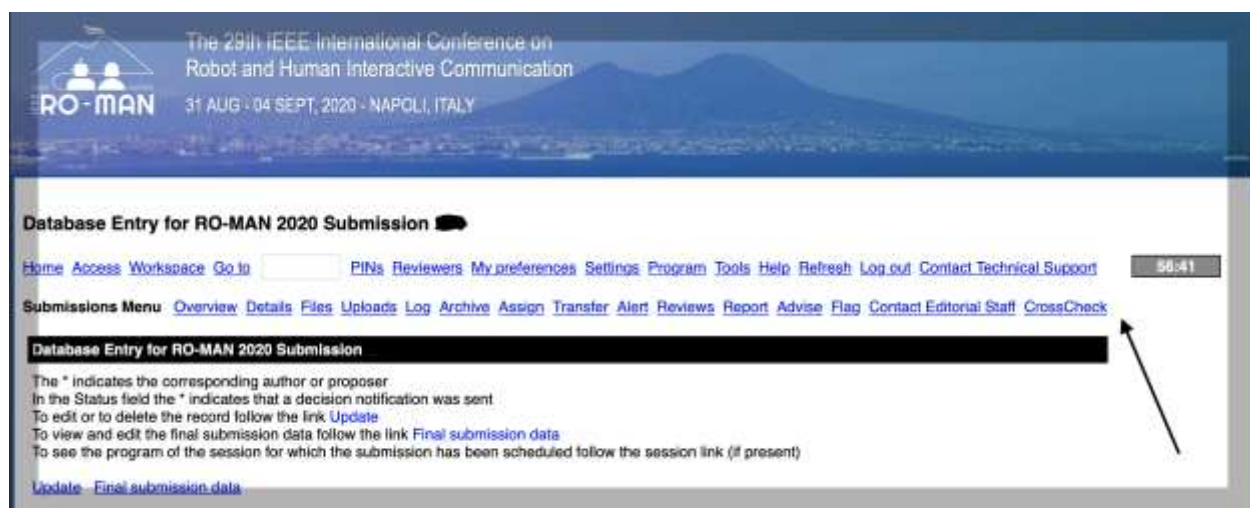 The 29th IEEE International Conference on
Robot and Human Interactive Communication
RO-MAN
31 AUG - 04 SEPT, 2020 - NAPOLI, ITALY
Database Entry for RO-MAN 2020 Submission
Home Access Workspace Go to PINs Reviewers My preferences Settings Program Tools Help Refresh Log out Contact Technical Support 56:41
Submissions Menu Overview Details Files Uploads Log Archive Assign Transfer Alert Reviews Report Advise Flag Contact Editorial Staff CrossCheck
Database Entry for RO-MAN 2020 Submission
The * indicates the corresponding author or proposer
In the Status field the * indicates that a decision notification was sent
To edit or to delete the record follow the link Update
To view and edit the final submission data follow the link Final submission data
To see the program of the session for which the submission has been scheduled follow the session link (if present)
Update Final submission data